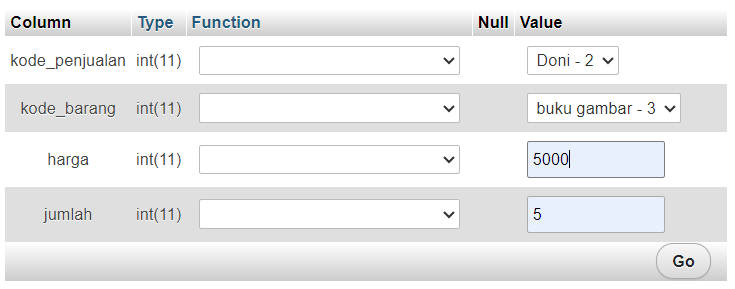 Column Type Function Null Value
kode_penjualan int(11) Doni - 2
kode_barang int(11) buku gambar - 3
harga int(11) 5000
jumlah int(11) 5
Go